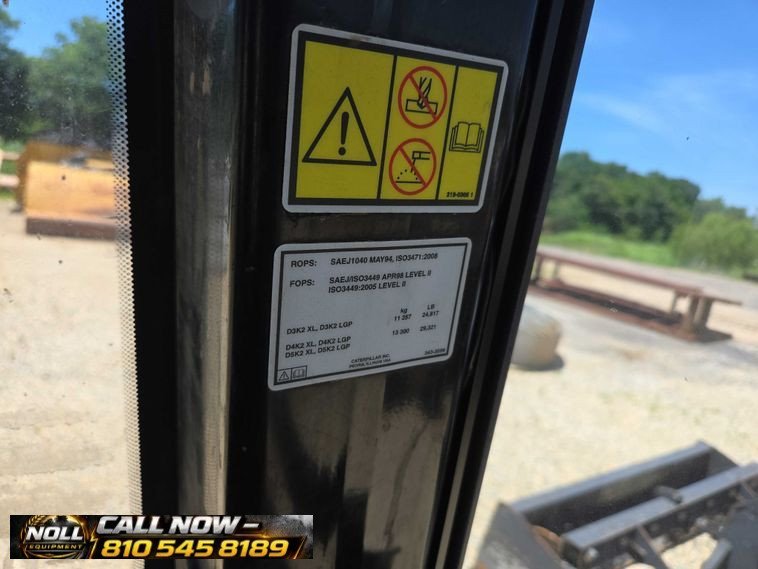 219-0386 1
ROPS: SAEJ1040 MAY94, ISO3471:2008
FOPS: SAEJ/ISO3449 APR98 LEVEL II
ISO3449:2005 LEVEL II
kg LB
D3K2 XL, D3K2 LGP 11 257 24,817
D4K2 XL, D4K2 LGP 13 300 29,321
D5K2 XL, D5K2 LGP
CATERPILLAR INC.
PEORIA, ILLINOIS USA
NOLL
EQUIPMENT
CALL NOW –
810 545 8189